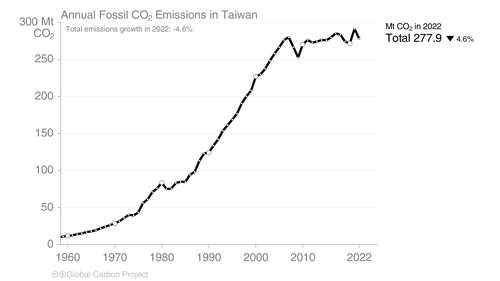 Annual Fossil CO₂ Emissions in Taiwan
300 Mt
CO₂
Total emissions growth in 2022: -4.6%
250
200
150
100
50
0
1960
1970
1980
1990
2000
2010
2022
Mt CO₂ in 2022
Total 277.9 ▼ 4.6%
Global Carbon Project